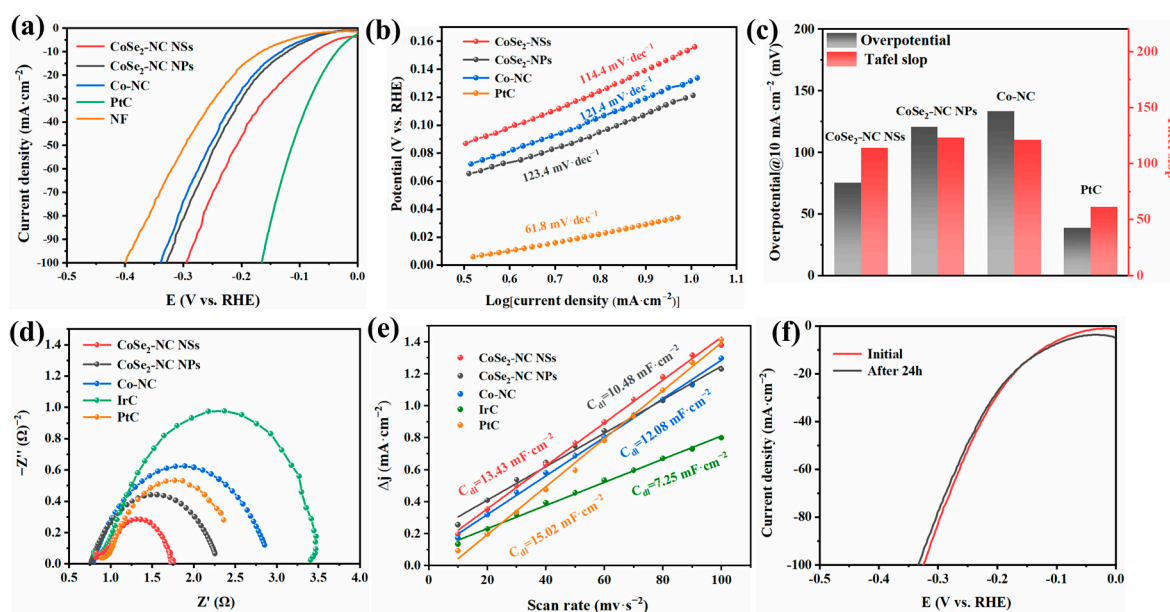 (a)
CoSe₂-NC NSs
CoSe₂-NC NPs
Co-NC
PtC
NF
Current density (mA·cm⁻²)
0
-10
-20
-30
-40
-50
-60
-70
-80
-90
-100
-0.5
-0.4
-0.3
-0.2
-0.1
0.0
E (V vs. RHE)
(b)
CoSe₂-NSs
CoSe₂-NPs
Co-NC
PtC
114.4 mV·dec⁻¹
121.4 mV·dec⁻¹
123.4 mV·dec⁻¹
61.8 mV·dec⁻¹
Potential (V vs. RHE)
0.16
0.14
0.12
0.10
0.08
0.06
0.04
0.02
0.00
0.4
0.5
0.6
0.7
0.8
0.9
1.0
1.1
Log[current density (mA·cm⁻²)]
(c)
Overpotential
Tafel slop
CoSe₂-NC NSs
CoSe₂-NC NPs
Co-NC
PtC
Overpotential@10 mA·cm⁻² (mV)
200
175
150
125
100
75
50
25
0
200
150
100
50
0
(d)
CoSe₂-NC NSs
CoSe₂-NC NPs
Co-NC
IrC
PtC
−Z'' (Ω)⁻²
1.4
1.2
1.0
0.8
0.6
0.4
0.2
0.0
0.5
1.0
1.5
2.0
2.5
3.0
3.5
4.0
Z' (Ω)
(e)
CoSe₂-NC NSs
CoSe₂-NC NPs
Co-NC
IrC
PtC
C_dl=10.48 mF·cm⁻²
C_dl=13.43 mF·cm⁻²
C_dl=12.08 mF·cm⁻²
C_dl=7.25 mF·cm⁻²
C_dl=15.02 mF·cm⁻²
Δj (mA·cm⁻²)
1.4
1.2
1.0
0.8
0.6
0.4
0.2
0.0
0
20
40
60
80
100
Scan rate (mv·s⁻²)
(f)
Initial
After 24h
Current density (mA·cm⁻²)
0
-20
-40
-60
-80
-100
-0.5
-0.4
-0.3
-0.2
-0.1
0.0
E (V vs. RHE)